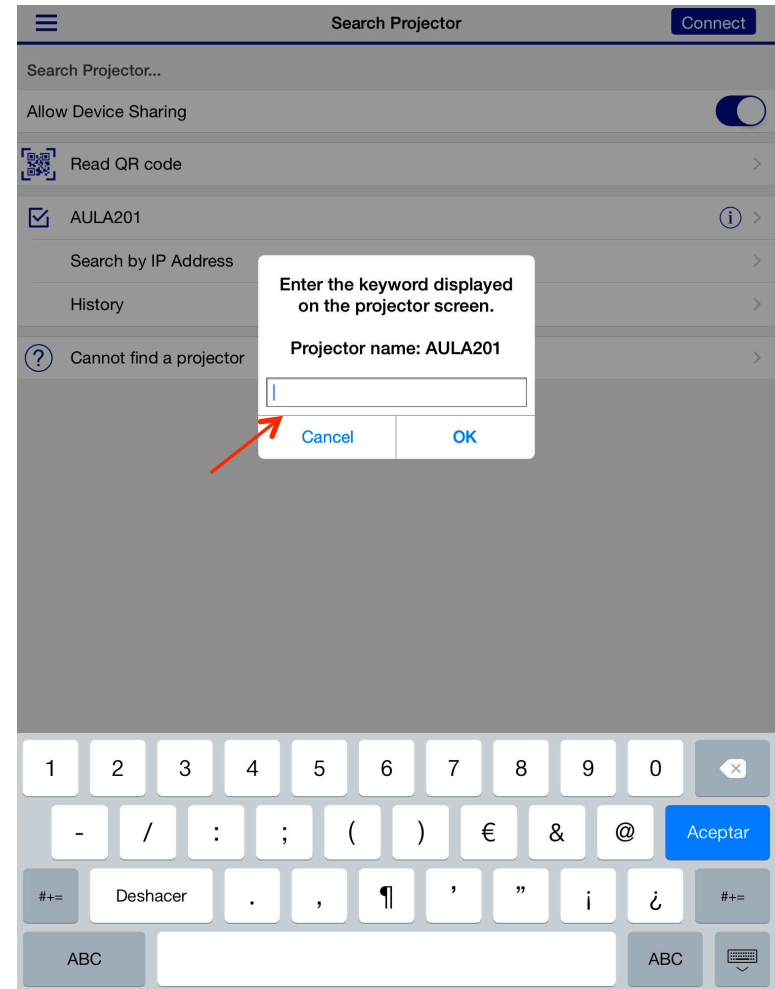 Search Projector
Connect
Search Projector...
Allow Device Sharing
Read QR code
AULA201
Search by IP Address
History
Cannot find a projector
Enter the keyword displayed
on the projector screen.
Projector name: AULA201
Cancel OK
1 2 3 4 5 6 7 8 9 0
- / : ; ( ) € & @ Aceptar
#+= Deshacer . , ¶ ’ ” ¡ ¿ #+=
ABC ABC